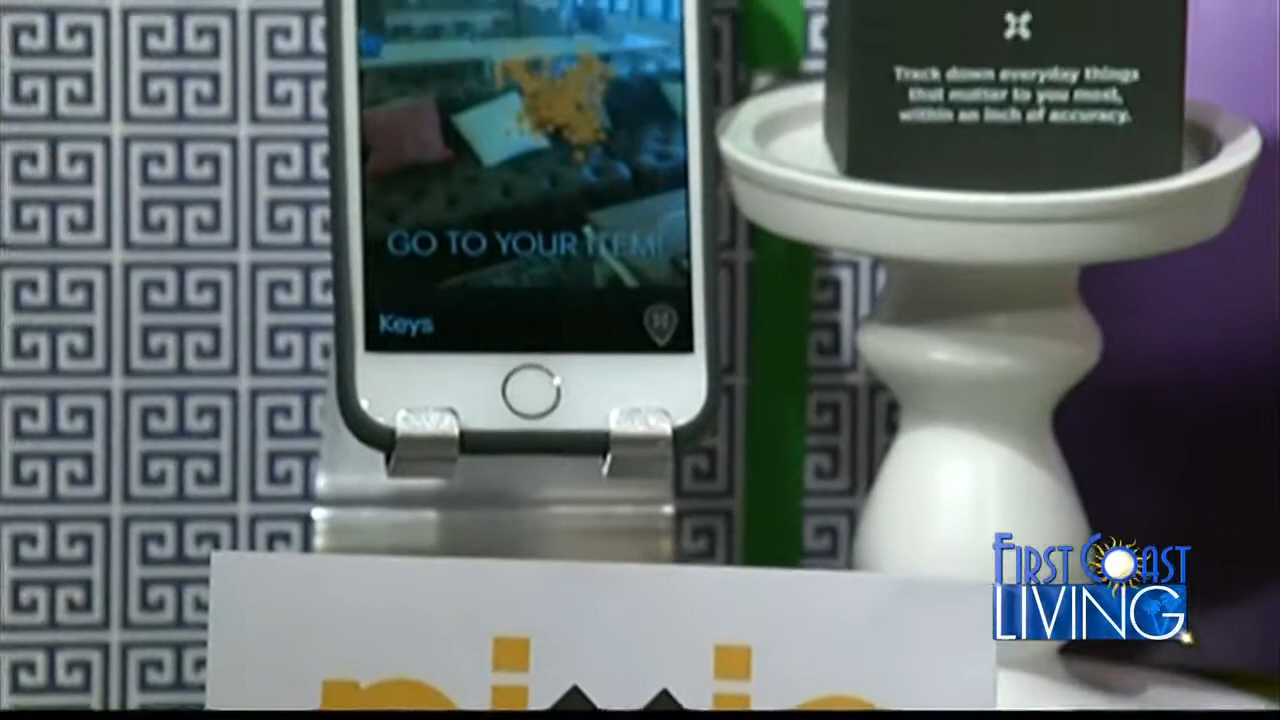 Track down everyday things
that matter to you most,
within an inch of accuracy.
GO TO YOUR ITEM!
Keys
FIRST COAST
LIVING